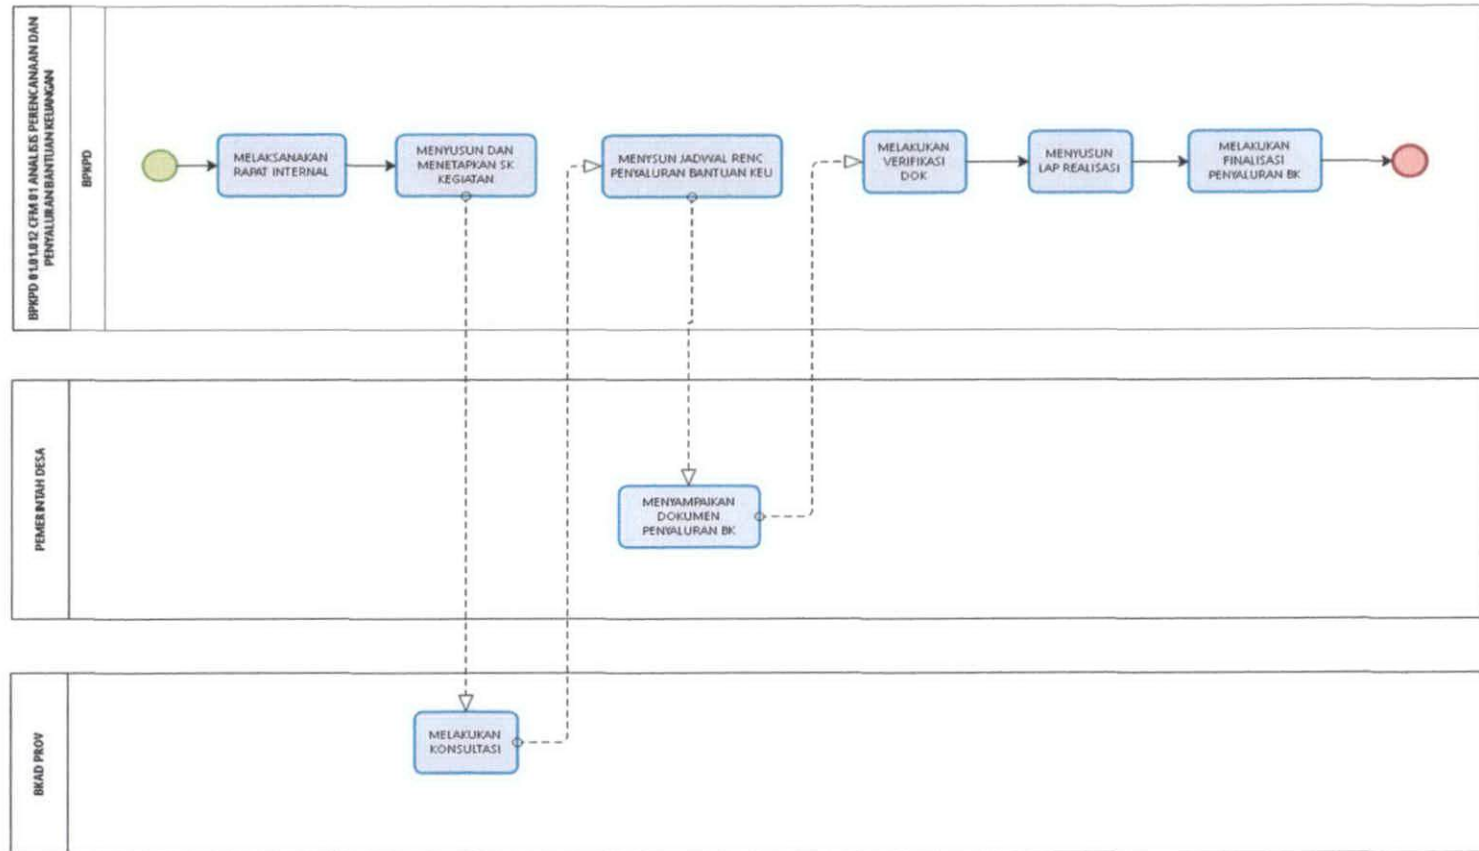 BPKPD 01.01.012 CFM 011 ANALISIS PERENCANAAN DAN
PENYALURAN BANTUAN KEUANGAN
BPKPD
MELAKSANAKAN
RAPAT INTERNAL
MENYUSUN DAN
MENETAPKAN SK
KEGIATAN
MENYSUN JADWAL RENC
PENYALURAN BANTUAN KEU
MELAKUKAN
VERIFIKASI
DOK
MENYUSUN
LAP REALISASI
MELAKUKAN
FINALISASI
PENYALURAN BK
PEMERINTAH DESA
MENYAMPAIKAN
DOKUMEN
PENYALURAN BK
BKAD PROV
MELAKUKAN
KONSULTASI